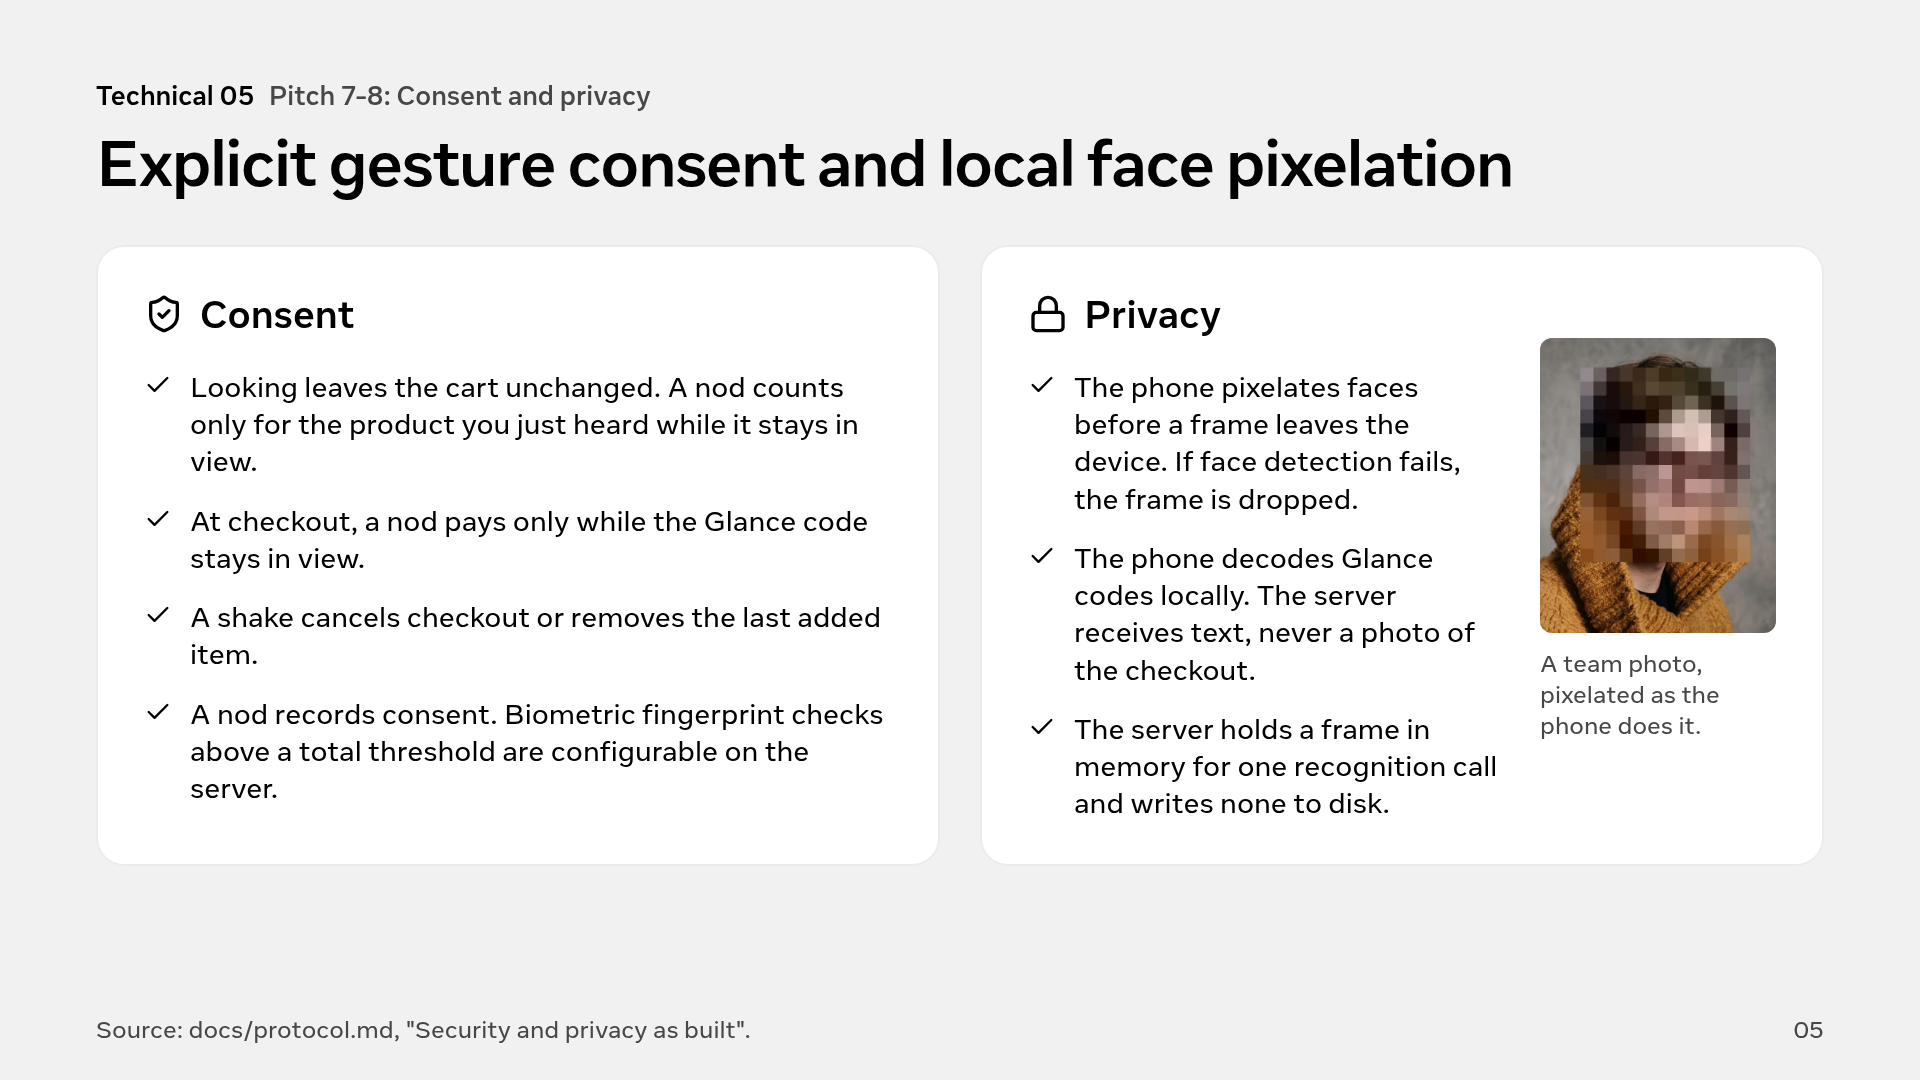 Technical 05 Pitch 7-8: Consent and privacy
Explicit gesture consent and local face pixelation
Consent
Looking leaves the cart unchanged. A nod counts
only for the product you just heard while it stays in
view.
At checkout, a nod pays only while the Glance code
stays in view.
A shake cancels checkout or removes the last added
item.
A nod records consent. Biometric fingerprint checks
above a total threshold are configurable on the
server.
Privacy
The phone pixelates faces
before a frame leaves the
device. If face detection fails,
the frame is dropped.
The phone decodes Glance
codes locally. The server
receives text, never a photo of
the checkout.
The server holds a frame in
memory for one recognition call
and writes none to disk.
A team photo,
pixelated as the
phone does it.
Source: docs/protocol.md, "Security and privacy as built".
05